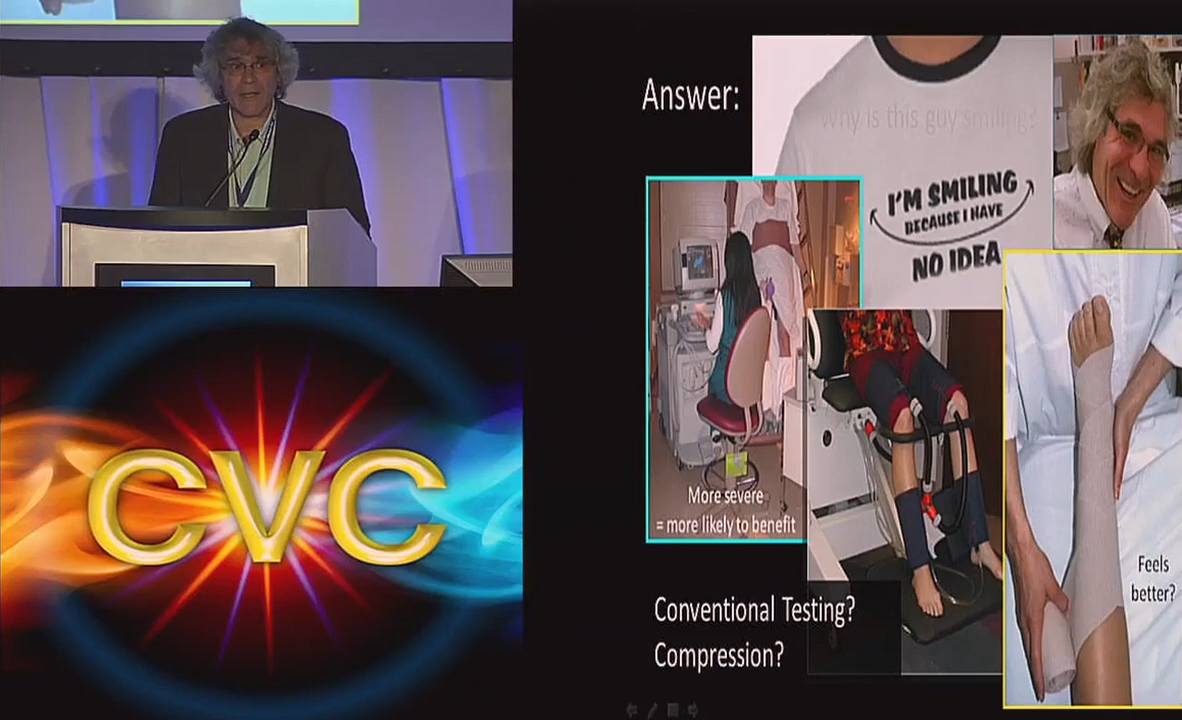 Answer:
Why is this guy smiling?
I'M SMILING
BECAUSE I HAVE
NO IDEA
More severe
= more likely to benefit
Feels
better?
Conventional Testing?
Compression?
CVC